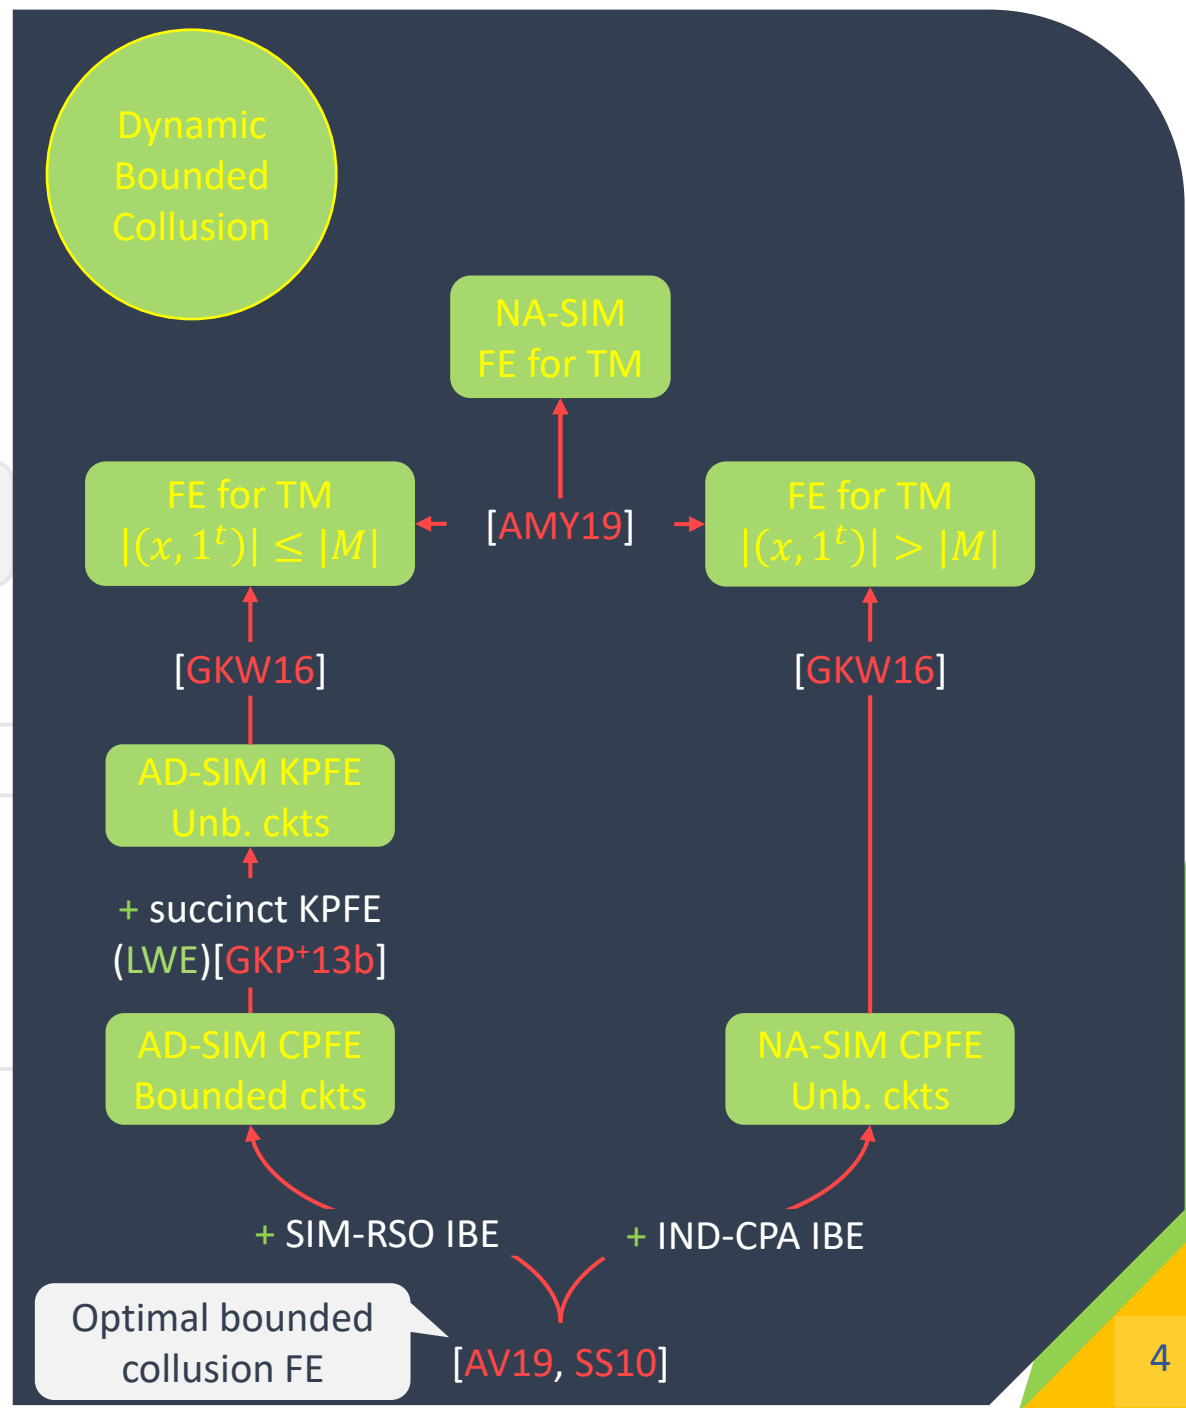 Dynamic
Bounded
Collusion
NA-SIM
FE for TM
FE for TM
|(x, 1^t)| ≤ |M|
[AMY19]
FE for TM
|(x, 1^t)| > |M|
[GKW16]
[GKW16]
AD-SIM KPFE
Unb. ckts
+ succinct KPFE
(LWE)[GKP⁺13b]
AD-SIM CPFE
Bounded ckts
NA-SIM CPFE
Unb. ckts
+ SIM-RSO IBE
+ IND-CPA IBE
Optimal bounded
collusion FE
[AV19, SS10]
4